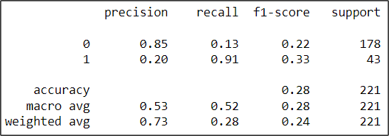 precision recall f1-score support
0 0.85 0.13 0.22 178
1 0.20 0.91 0.33 43
accuracy 0.28 221
macro avg 0.53 0.52 0.28 221
weighted avg 0.73 0.28 0.24 221